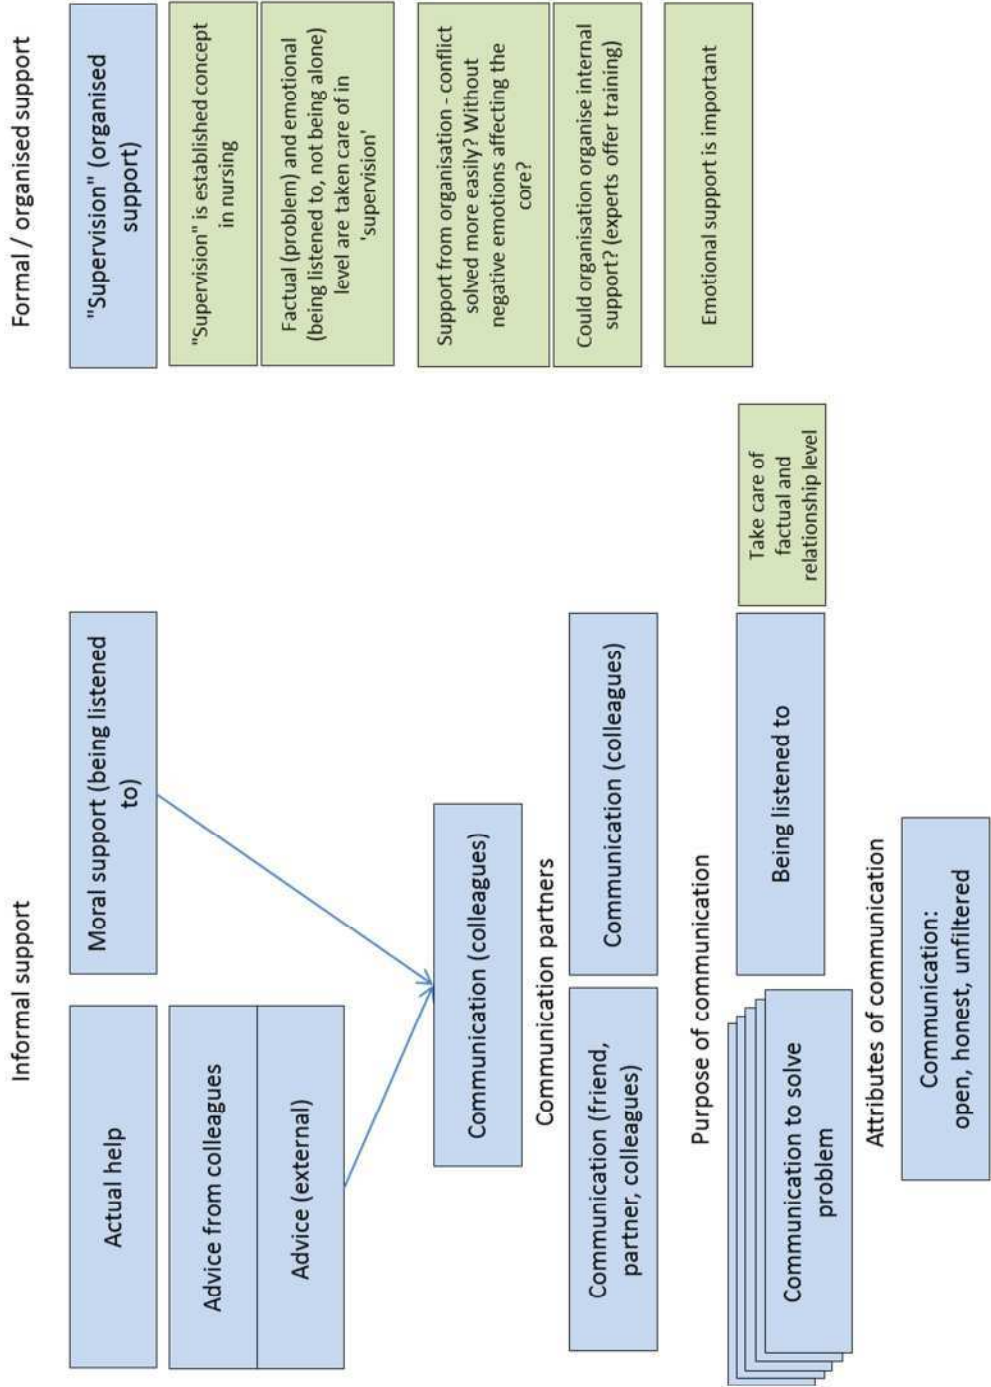 Informal support
Actual help
Advice from colleagues
Advice (external)
Moral support (being listened
to)
Communication (colleagues)
Communication partners
Communication (friend,
partner, colleagues)
Communication (colleagues)
Purpose of communication
Communication to solve
problem
Being listened to
Take care of
factual and
relationship level
Attributes of communication
Communication:
open, honest, unfiltered
Formal / organised support
"Supervision" (organised
support)
"Supervision" is established concept
in nursing
Factual (problem) and emotional
(being listened to, not being alone)
level are taken care of in
'supervision'
Support from organisation - conflict
solved more easily? Without
negative emotions affecting the
core?
Could organisation organise internal
support? (experts offer training)
Emotional support is important